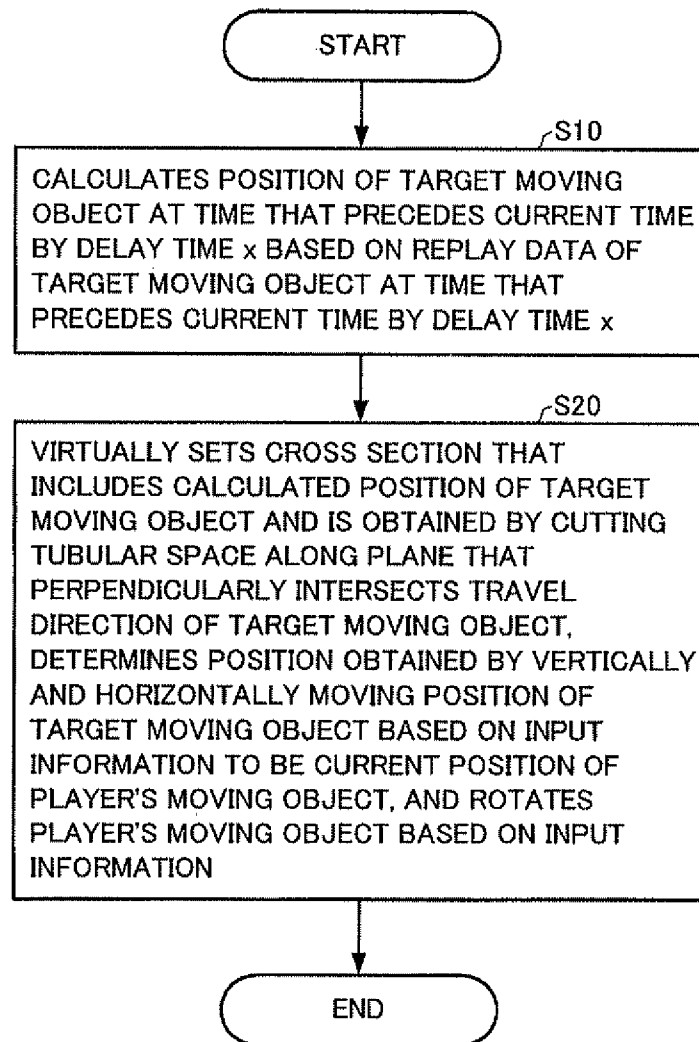 START
S10
CALCULATES POSITION OF TARGET MOVING
OBJECT AT TIME THAT PRECEDES CURRENT TIME
BY DELAY TIME x BASED ON REPLAY DATA OF
TARGET MOVING OBJECT AT TIME THAT
PRECEDES CURRENT TIME BY DELAY TIME x
S20
VIRTUALLY SETS CROSS SECTION THAT
INCLUDES CALCULATED POSITION OF TARGET
MOVING OBJECT AND IS OBTAINED BY CUTTING
TUBULAR SPACE ALONG PLANE THAT
PERPENDICULARLY INTERSECTS TRAVEL
DIRECTION OF TARGET MOVING OBJECT,
DETERMINES POSITION OBTAINED BY VERTICALLY
AND HORIZONTALLY MOVING POSITION OF
TARGET MOVING OBJECT BASED ON INPUT
INFORMATION TO BE CURRENT POSITION OF
PLAYER'S MOVING OBJECT, AND ROTATES
PLAYER'S MOVING OBJECT BASED ON INPUT
INFORMATION
END